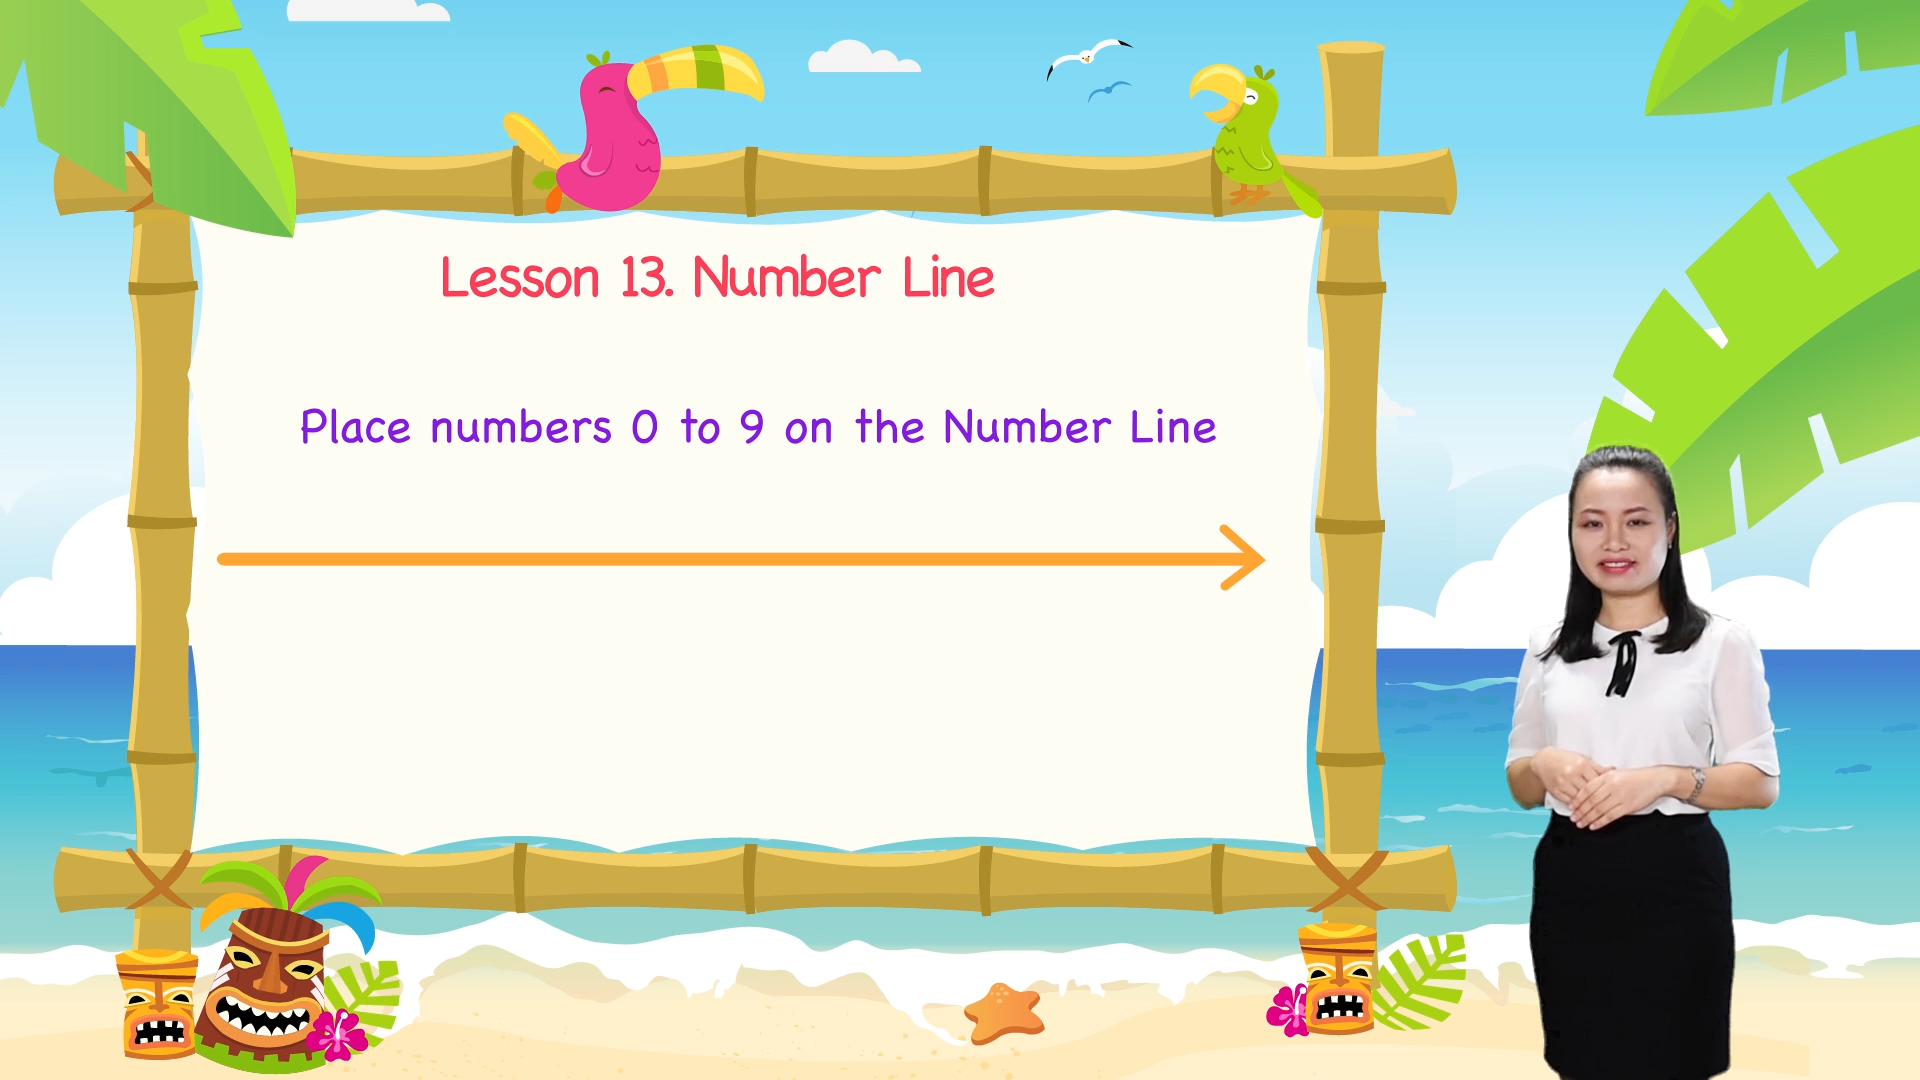 Lesson 13. Number Line
Place numbers 0 to 9 on the Number Line